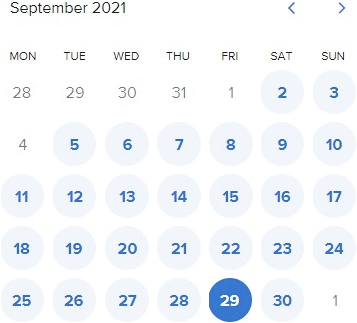 September 2021
MON TUE WED THU FRI SAT SUN
28 29 30 31 1 2 3
4 5 6 7 8 9 10
11 12 13 14 15 16 17
18 19 20 21 22 23 24
25 26 27 28 29 30 1